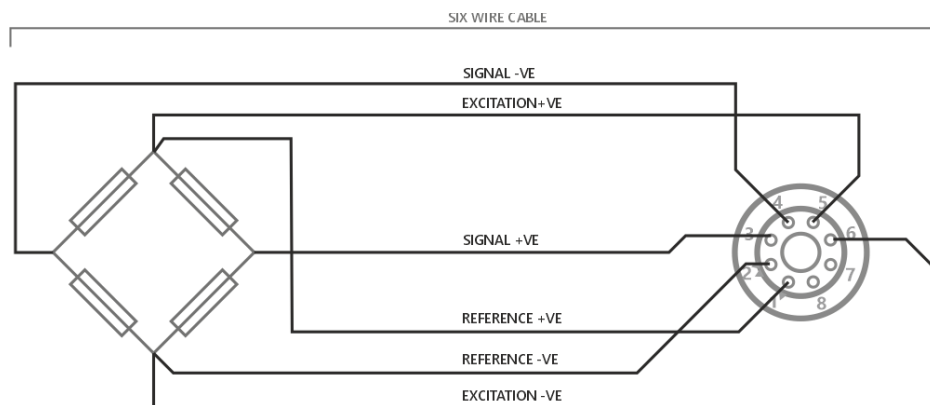 SIX WIRE CABLE
SIGNAL -VE
EXCITATION+VE
4 5
3 SIGNAL +VE 6
2 7
1 8
REFERENCE +VE
REFERENCE -VE
EXCITATION -VE